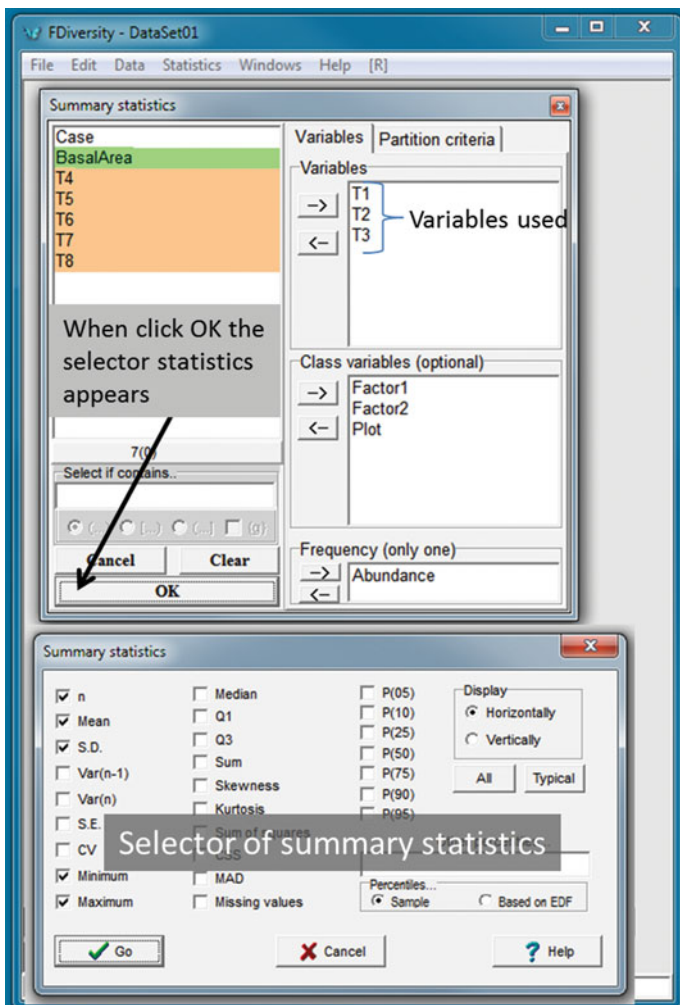 FDiversity - DataSet01
File Edit Data Statistics Windows Help [R]
Summary statistics
Case
BasalArea
T4
T5
T6
T7
T8
When click OK the
selector statistics
appears
7(0)
Select if contains..
(...) [...) (...] {g}
Cancel Clear
OK
Variables Partition criteria
Variables
-->
<--
T1
T2
T3
Variables used
Class variables (optional)
-->
<--
Factor1
Factor2
Plot
Frequency (only one)
-->
<--
Abundance
Summary statistics
n
Mean
S.D.
Var(n-1)
Var(n)
S.E.
CV
Minimum
Maximum
Median
Q1
Q3
Sum
Skewness
Kurtosis
Sum of squares
MAD
Missing values
P(05)
P(10)
P(25)
P(50)
P(75)
P(90)
P(95)
Display
Horizontally
Vertically
All Typical
Selector of summary statistics
Percentiles...
Sample Based on EDF
Go Cancel Help